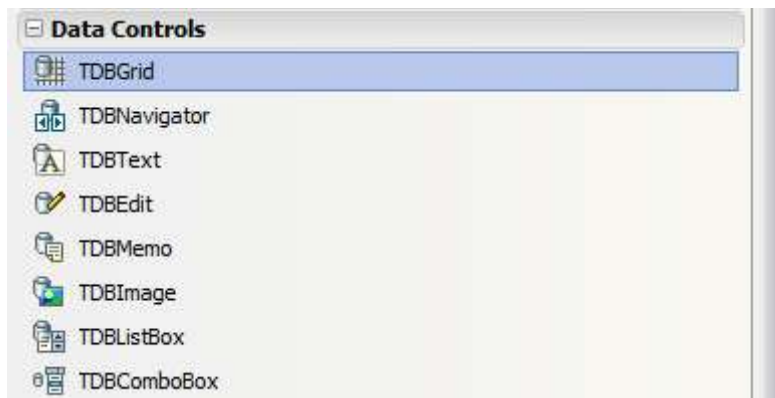 Data Controls
TDBGrid
TDBNavigator
TDBText
TDBEdit
TDBMemo
TDBImage
TDBListBox
TDBComboBox